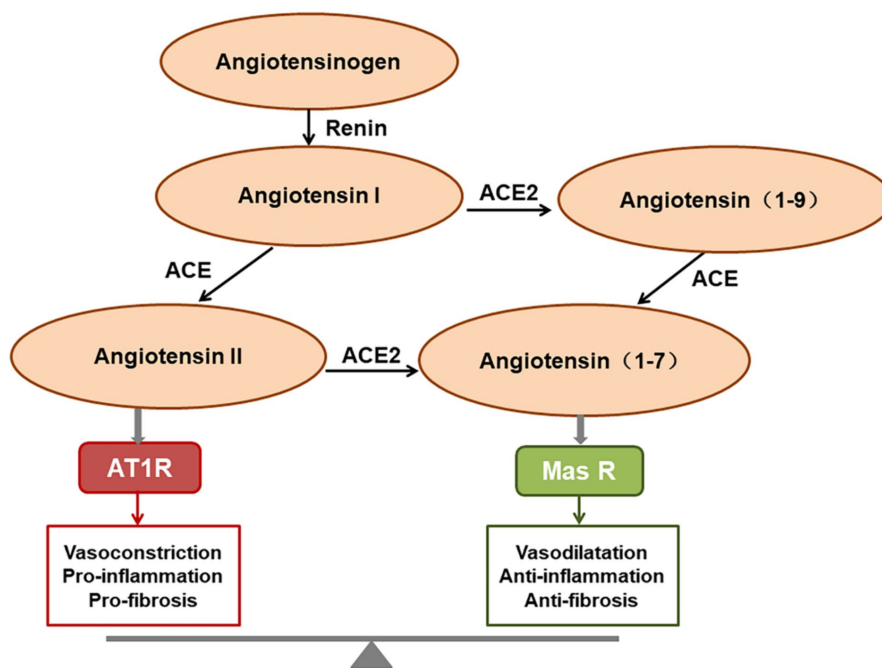 Angiotensinogen
Renin
Angiotensin I
ACE2
Angiotensin（1-9）
ACE
ACE
Angiotensin II
ACE2
Angiotensin（1-7）
AT1R
Mas R
Vasoconstriction
Pro-inflammation
Pro-fibrosis
Vasodilatation
Anti-inflammation
Anti-fibrosis